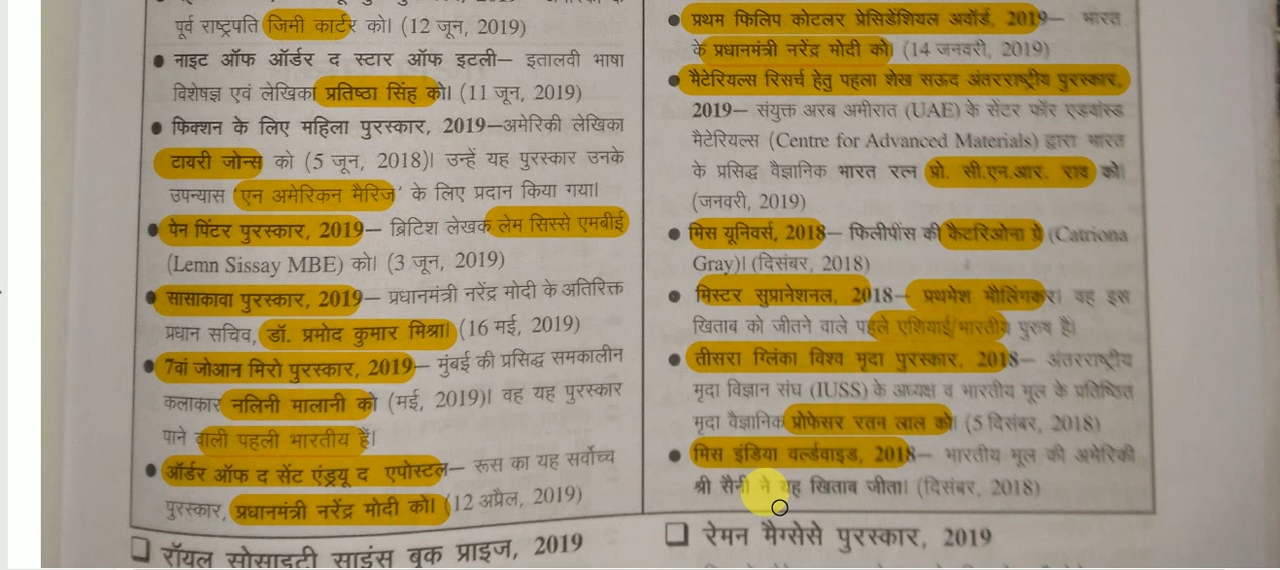 पूर्व राष्ट्रपति जिमी कार्टर को। (12 जून, 2019)
● नाइट ऑफ ऑर्डर द स्टार ऑफ इटली— इतालवी भाषा
विशेषज्ञ एवं लेखिका प्रतिष्ठा सिंह को। (11 जून, 2019)
● फिक्शन के लिए महिला पुरस्कार, 2019—अमेरिकी लेखिका
टायरी जोन्स को (5 जून, 2018)। उन्हें यह पुरस्कार उनके
उपन्यास ‘एन अमेरिकन मैरिज’ के लिए प्रदान किया गया।
● पेन पिंटर पुरस्कार, 2019— ब्रिटिश लेखक लेम सिस्से एमबीई
(Lemn Sissay MBE) को। (3 जून, 2019)
● सासाकावा पुरस्कार, 2019— प्रधानमंत्री नरेंद्र मोदी के अतिरिक्त
प्रधान सचिव, डॉ. प्रमोद कुमार मिश्रा। (16 मई, 2019)
● 7वां जोआन मिरो पुरस्कार, 2019— मुंबई की प्रसिद्ध समकालीन
कलाकार नलिनी मालानी को (मई, 2019)। वह यह पुरस्कार
पाने वाली पहली भारतीय हैं।
● ऑर्डर ऑफ द सेंट एंड्रयू द एपोस्टल— रूस का यह सर्वोच्च
पुरस्कार, प्रधानमंत्री नरेंद्र मोदी को। (12 अप्रैल, 2019)
❑ रॉयल सोसाइटी साइंस बुक प्राइज, 2019
● प्रथम फिलिप कोटलर प्रेसिडेंशियल अवॉर्ड, 2019— भारत
के प्रधानमंत्री नरेंद्र मोदी को। (14 जनवरी, 2019)
● मैटेरियल्स रिसर्च हेतु पहला शेख सऊद अंतरराष्ट्रीय पुरस्कार,
2019— संयुक्त अरब अमीरात (UAE) के सेंटर फॉर एडवांस्ड
मैटेरियल्स (Centre for Advanced Materials) द्वारा भारत
के प्रसिद्ध वैज्ञानिक भारत रत्न प्रो. सी.एन.आर. राव को।
(जनवरी, 2019)
● मिस यूनिवर्स, 2018— फिलीपींस की कैटरिओना ग्रे (Catriona
Gray)। (दिसंबर, 2018)
● मिस्टर सुप्रानेशनल, 2018— प्रथमेश मौलिंगकर। वह इस
खिताब को जीतने वाले पहले एशियाई/भारतीय पुरुष हैं।
● तीसरा ग्लिंका विश्व मृदा पुरस्कार, 2018— अंतरराष्ट्रीय
मृदा विज्ञान संघ (IUSS) के अध्यक्ष व भारतीय मूल के प्रतिष्ठित
मृदा वैज्ञानिक प्रोफेसर रतन लाल को। (5 दिसंबर, 2018)
● मिस इंडिया वर्ल्डवाइड, 2018— भारतीय मूल की अमेरिकी
श्री सैनी ने यह खिताब जीता। (दिसंबर, 2018)
❑ रेमन मैग्सेसे पुरस्कार, 2019